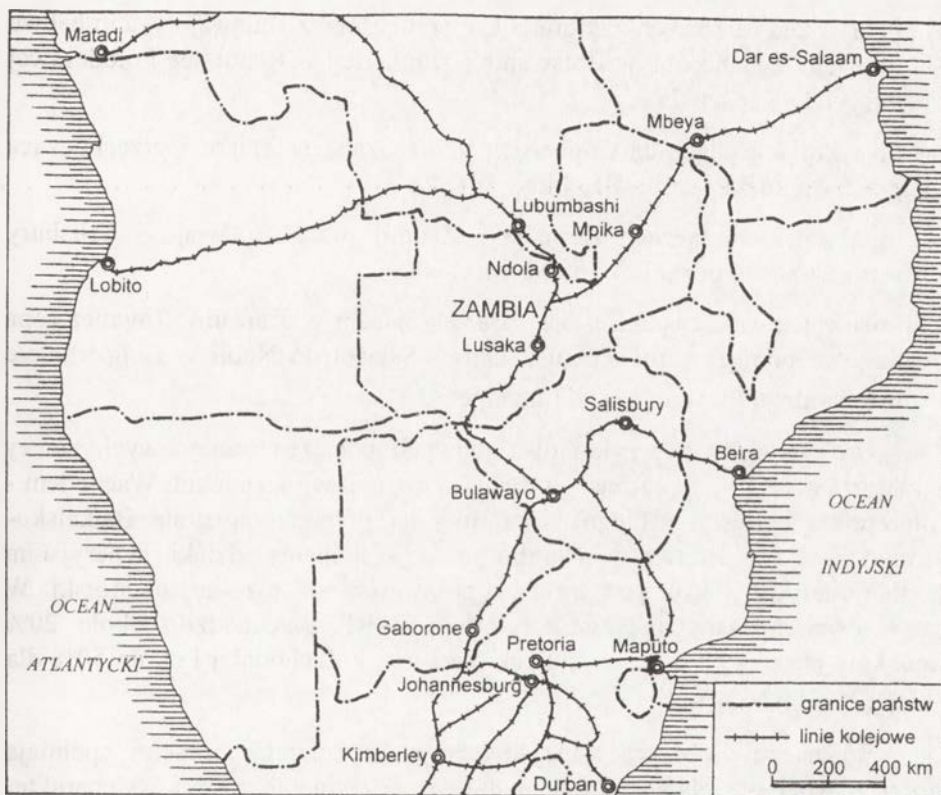 Matadi
Dar es-Salaam
Mbeya
Lubumbashi
Mpika
Ndola
Lobito
ZAMBIA
Lusaka
Salisbury
Beira
Bulawayo
OCEAN
INDYJSKI
OCEAN
ATLANTYCKI
Gaborone
Pretoria
Maputo
Johannesburg
granice państw
linie kolejowe
Kimberley
0 200 400 km
Durban